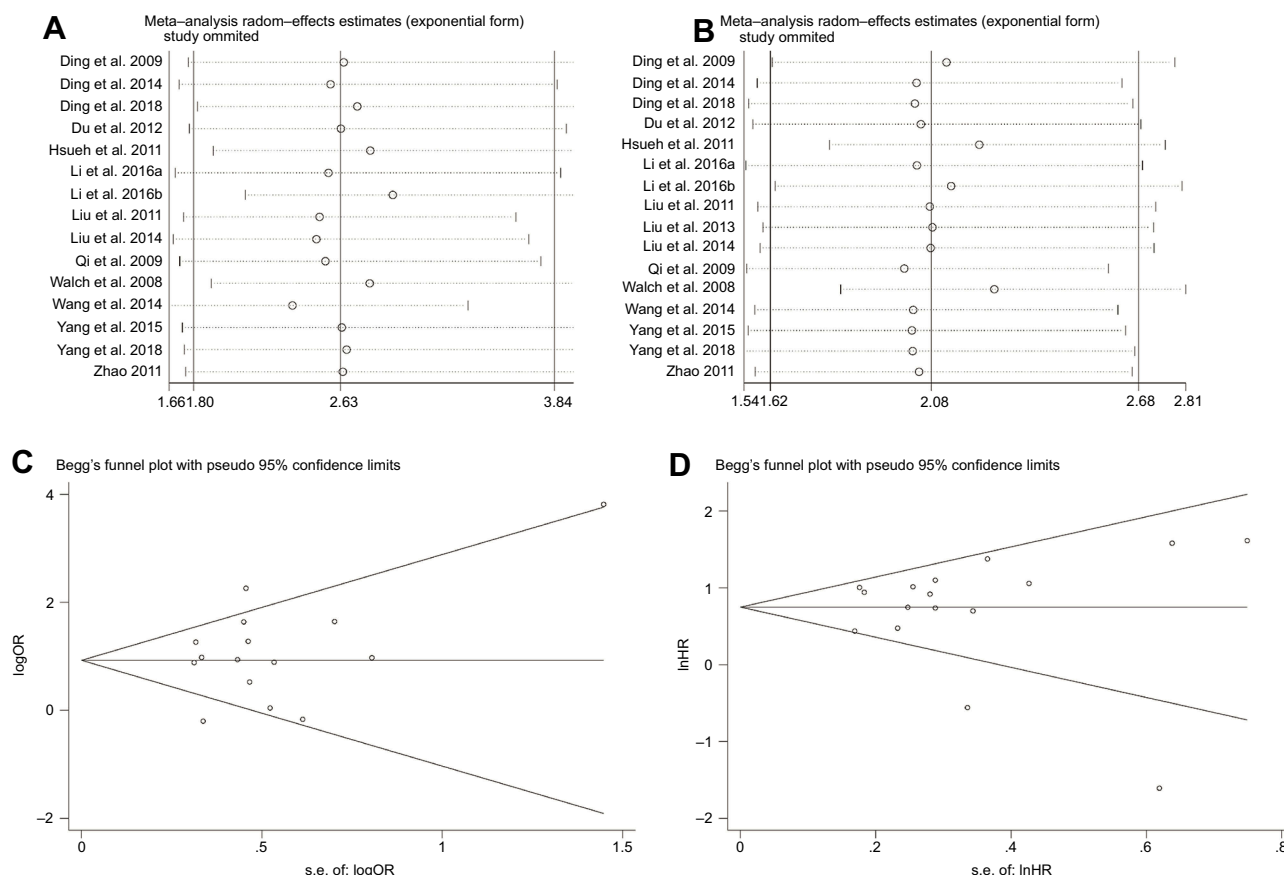 A
Meta–analysis radom–effects estimates (exponential form)
study ommited
Ding et al. 2009
Ding et al. 2014
Ding et al. 2018
Du et al. 2012
Hsueh et al. 2011
Li et al. 2016a
Li et al. 2016b
Liu et al. 2011
Liu et al. 2014
Qi et al. 2009
Walch et al. 2008
Wang et al. 2014
Yang et al. 2015
Yang et al. 2018
Zhao 2011
1.661.80 2.63 3.84
B
Meta–analysis radom–effects estimates (exponential form)
study ommited
Ding et al. 2009
Ding et al. 2014
Ding et al. 2018
Du et al. 2012
Hsueh et al. 2011
Li et al. 2016a
Li et al. 2016b
Liu et al. 2011
Liu et al. 2013
Liu et al. 2014
Qi et al. 2009
Walch et al. 2008
Wang et al. 2014
Yang et al. 2015
Yang et al. 2018
Zhao 2011
1.541.62 2.08 2.68 2.81
C
Begg's funnel plot with pseudo 95% confidence limits
4
2
0
–2
logOR
0 .5 1 1.5
s.e. of: logOR
D
Begg's funnel plot with pseudo 95% confidence limits
2
1
0
–1
–2
lnHR
0 .2 .4 .6 .8
s.e. of: lnHR